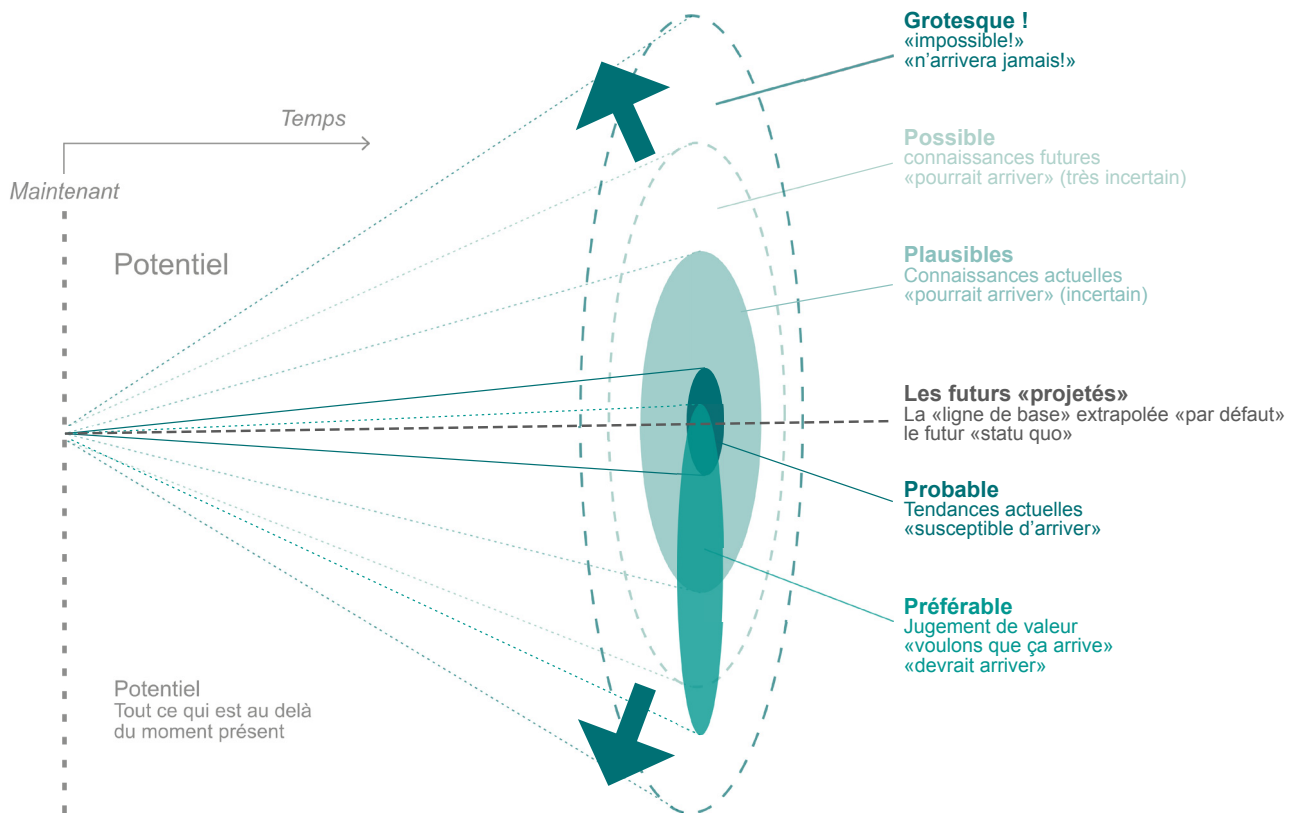 Temps
Maintenant
Potentiel
Potentiel
Tout ce qui est au delà
du moment présent
Grotesque !
«impossible!»
«n’arrivera jamais!»
Possible
connaissances futures
«pourrait arriver» (très incertain)
Plausibles
Connaissances actuelles
«pourrait arriver» (incertain)
Les futurs «projetés»
La «ligne de base» extrapolée «par défaut»
le futur «statu quo»
Probable
Tendances actuelles
«susceptible d’arriver»
Préférable
Jugement de valeur
«voulons que ça arrive»
«devrait arriver»